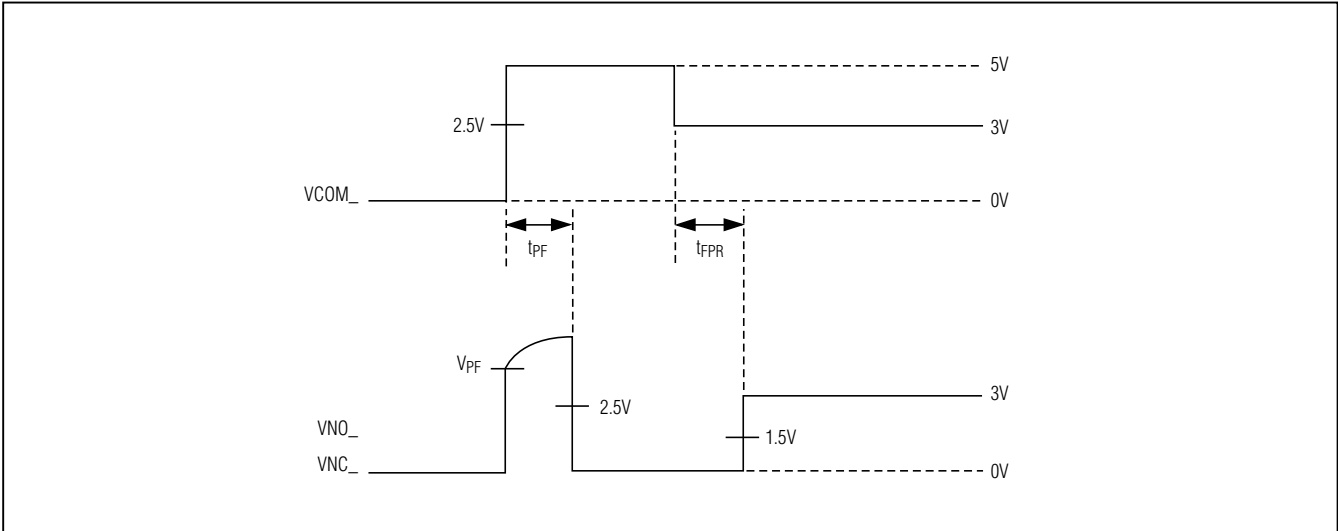 5V
2.5V
3V
VCOM_
0V
tPF
tFPR
VPF
2.5V
3V
VNO_
1.5V
VNC_
0V